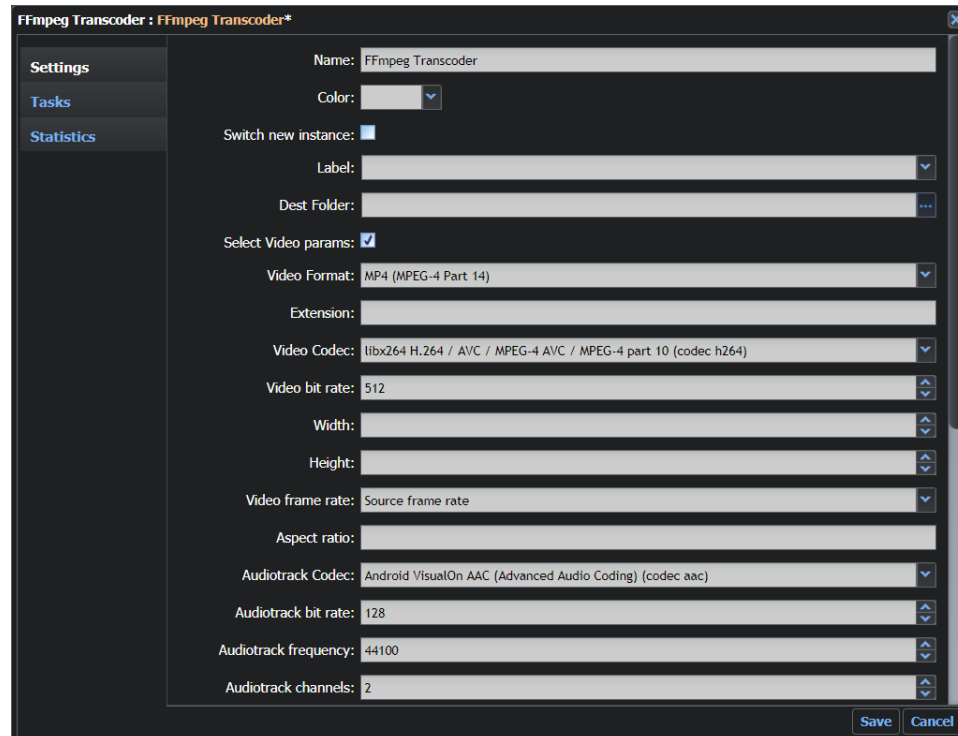 FFmpeg Transcoder : FFmpeg Transcoder*
Settings
Tasks
Statistics
Name: FFmpeg Transcoder
Color:
Switch new instance:
Label:
Dest Folder:
Select Video params:
Video Format: MP4 (MPEG-4 Part 14)
Extension:
Video Codec: libx264 H.264 / AVC / MPEG-4 AVC / MPEG-4 part 10 (codec h264)
Video bit rate: 512
Width:
Height:
Video frame rate: Source frame rate
Aspect ratio:
Audiotrack Codec: Android VisualOn AAC (Advanced Audio Coding) (codec aac)
Audiotrack bit rate: 128
Audiotrack frequency: 44100
Audiotrack channels: 2
Save Cancel